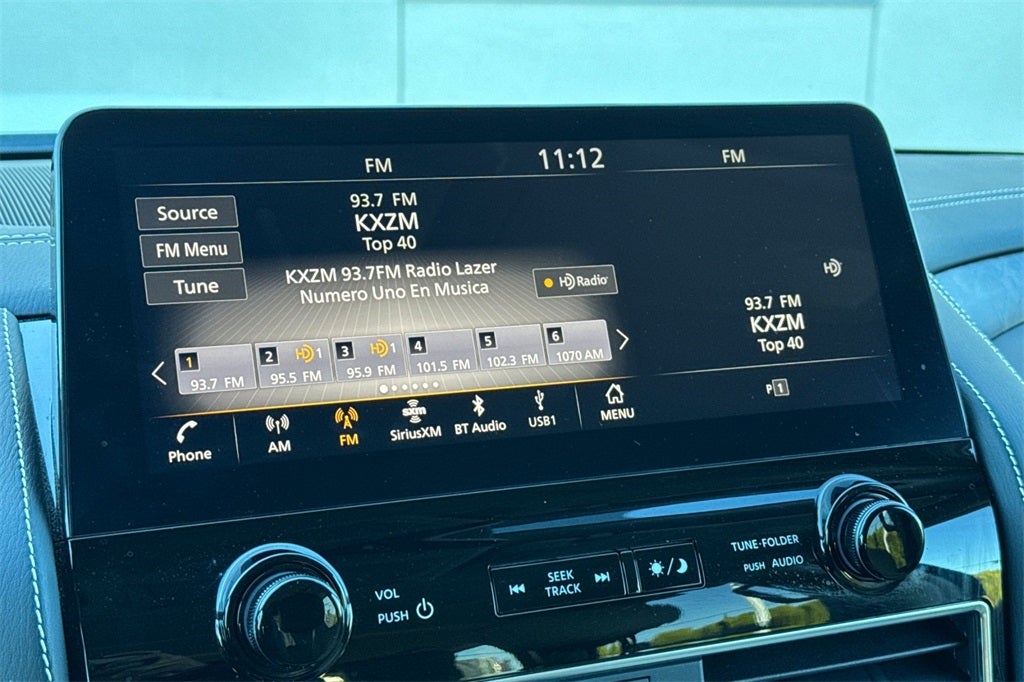 FM
11:12
FM
93.7 FM
KXZM
Top 40
Source
FM Menu
Tune
KXZM 93.7FM Radio Lazer
Numero Uno En Musica
HD Radio
HD
93.7 FM
KXZM
Top 40
P 1
1
93.7 FM
2 HD 1
95.5 FM
3 HD 1
95.9 FM
4
101.5 FM
5
102.3 FM
6
1070 AM
Phone
AM
FM
sxm
SiriusXM
BT Audio
USB1
MENU
VOL
PUSH
SEEK
TRACK
TUNE·FOLDER
PUSH AUDIO